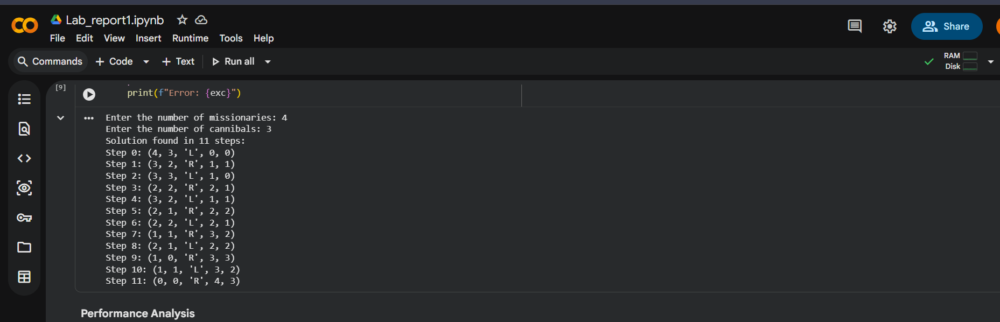 Lab_report1.ipynb
File Edit View Insert Runtime Tools Help
Share
Commands + Code + Text Run all
RAM
Disk
[9]
print(f"Error: {exc}")
Enter the number of missionaries: 4
Enter the number of cannibals: 3
Solution found in 11 steps:
Step 0: (4, 3, 'L', 0, 0)
Step 1: (3, 2, 'R', 1, 1)
Step 2: (3, 3, 'L', 1, 0)
Step 3: (2, 2, 'R', 2, 1)
Step 4: (3, 2, 'L', 1, 1)
Step 5: (2, 1, 'R', 2, 2)
Step 6: (2, 2, 'L', 2, 1)
Step 7: (1, 1, 'R', 3, 2)
Step 8: (2, 1, 'L', 2, 2)
Step 9: (1, 0, 'R', 3, 3)
Step 10: (1, 1, 'L', 3, 2)
Step 11: (0, 0, 'R', 4, 3)
Performance Analysis